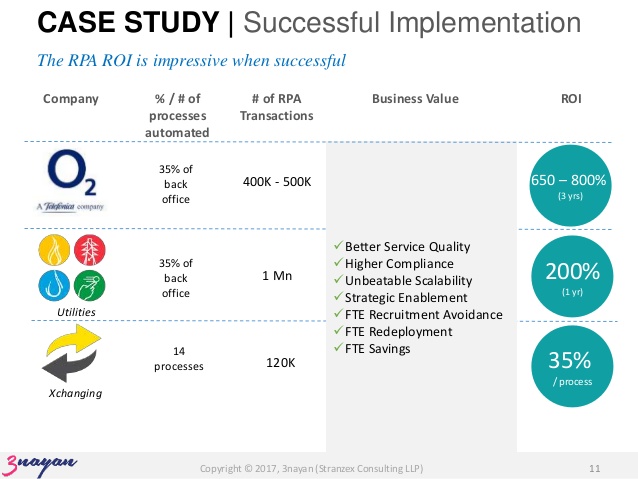 CASE STUDY | Successful Implementation
The RPA ROI is impressive when successful
Company
% / # of
processes
automated
# of RPA
Transactions
Business Value
ROI
O2
A Telefónica company
35% of
back
office
400K - 500K
650 – 800%
(3 yrs)
Utilities
35% of
back
office
1 Mn
✓Better Service Quality
✓Higher Compliance
✓Unbeatable Scalability
✓Strategic Enablement
✓FTE Recruitment Avoidance
✓FTE Redeployment
✓FTE Savings
200%
(1 yr)
Xchanging
14
processes
120K
35%
/ process
3nayan
Copyright © 2017, 3nayan (Stranzex Consulting LLP)
11